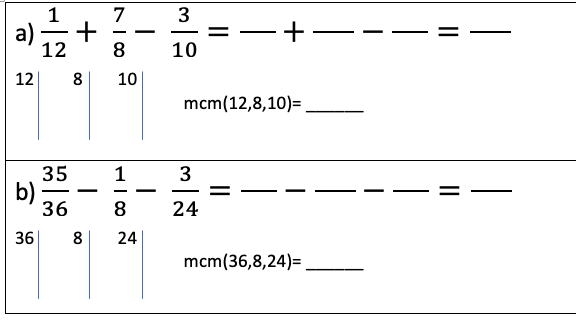 a) 1/12 + 7/8 − 3/10 = — + — − — = —
12 8 10
mcm(12,8,10)= ______
b) 35/36 − 1/8 − 3/24 = — − — − — = —
36 8 24
mcm(36,8,24)= ______